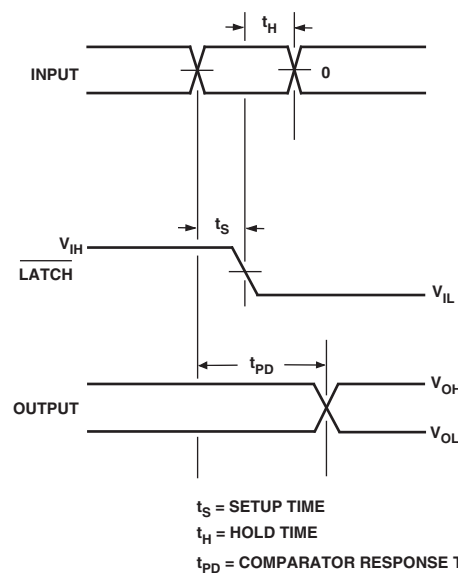 t_H
INPUT
0
t_S
V_IH
LATCH
V_IL
t_PD
V_OH
OUTPUT
V_OL
t_S = SETUP TIME
t_H = HOLD TIME
t_PD = COMPARATOR RESPONSE T